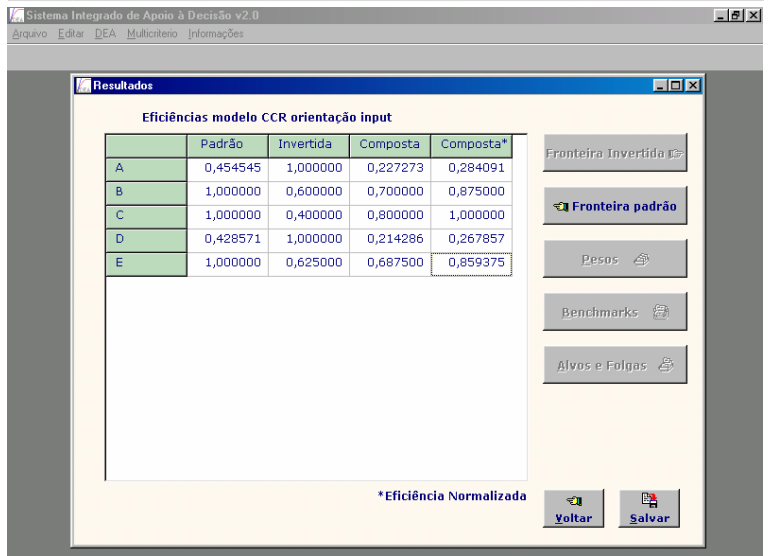 Sistema Integrado de Apoio à Decisão v2.0
Arquivo Editar DEA Multicriterio Informações
Resultados
Eficiências modelo CCR orientação input
Padrão Invertida Composta Composta*
A 0,454545 1,000000 0,227273 0,284091
B 1,000000 0,600000 0,700000 0,875000
C 1,000000 0,400000 0,800000 1,000000
D 0,428571 1,000000 0,214286 0,267857
E 1,000000 0,625000 0,687500 0,859375
Fronteira Invertida
Fronteira padrão
Pesos
Benchmarks
Alvos e Folgas
*Eficiência Normalizada
Voltar
Salvar